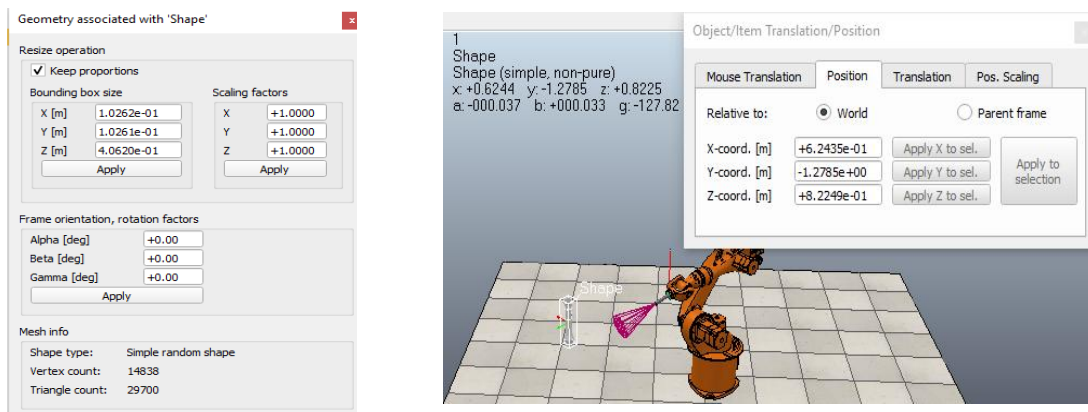 Geometry associated with 'Shape'
x
Resize operation
Keep proportions
Bounding box size Scaling factors
X [m] 1.0262e-01 X +1.0000
Y [m] 1.0261e-01 Y +1.0000
Z [m] 4.0620e-01 Z +1.0000
Apply Apply
Frame orientation, rotation factors
Alpha [deg] +0.00
Beta [deg] +0.00
Gamma [deg] +0.00
Apply
Mesh info
Shape type: Simple random shape
Vertex count: 14838
Triangle count: 29700
1
Shape
Shape (simple, non-pure)
x: +0.6244 y: -1.2785 z: +0.8225
a: -000.037 b: +000.033 g: -127.82
Object/Item Translation/Position
Mouse Translation Position Translation Pos. Scaling
Relative to: World Parent frame
X-coord. [m] +6.2435e-01 Apply X to sel.
Y-coord. [m] -1.2785e+00 Apply Y to sel.
Z-coord. [m] +8.2249e-01 Apply Z to sel.
Apply to
selection
Shape